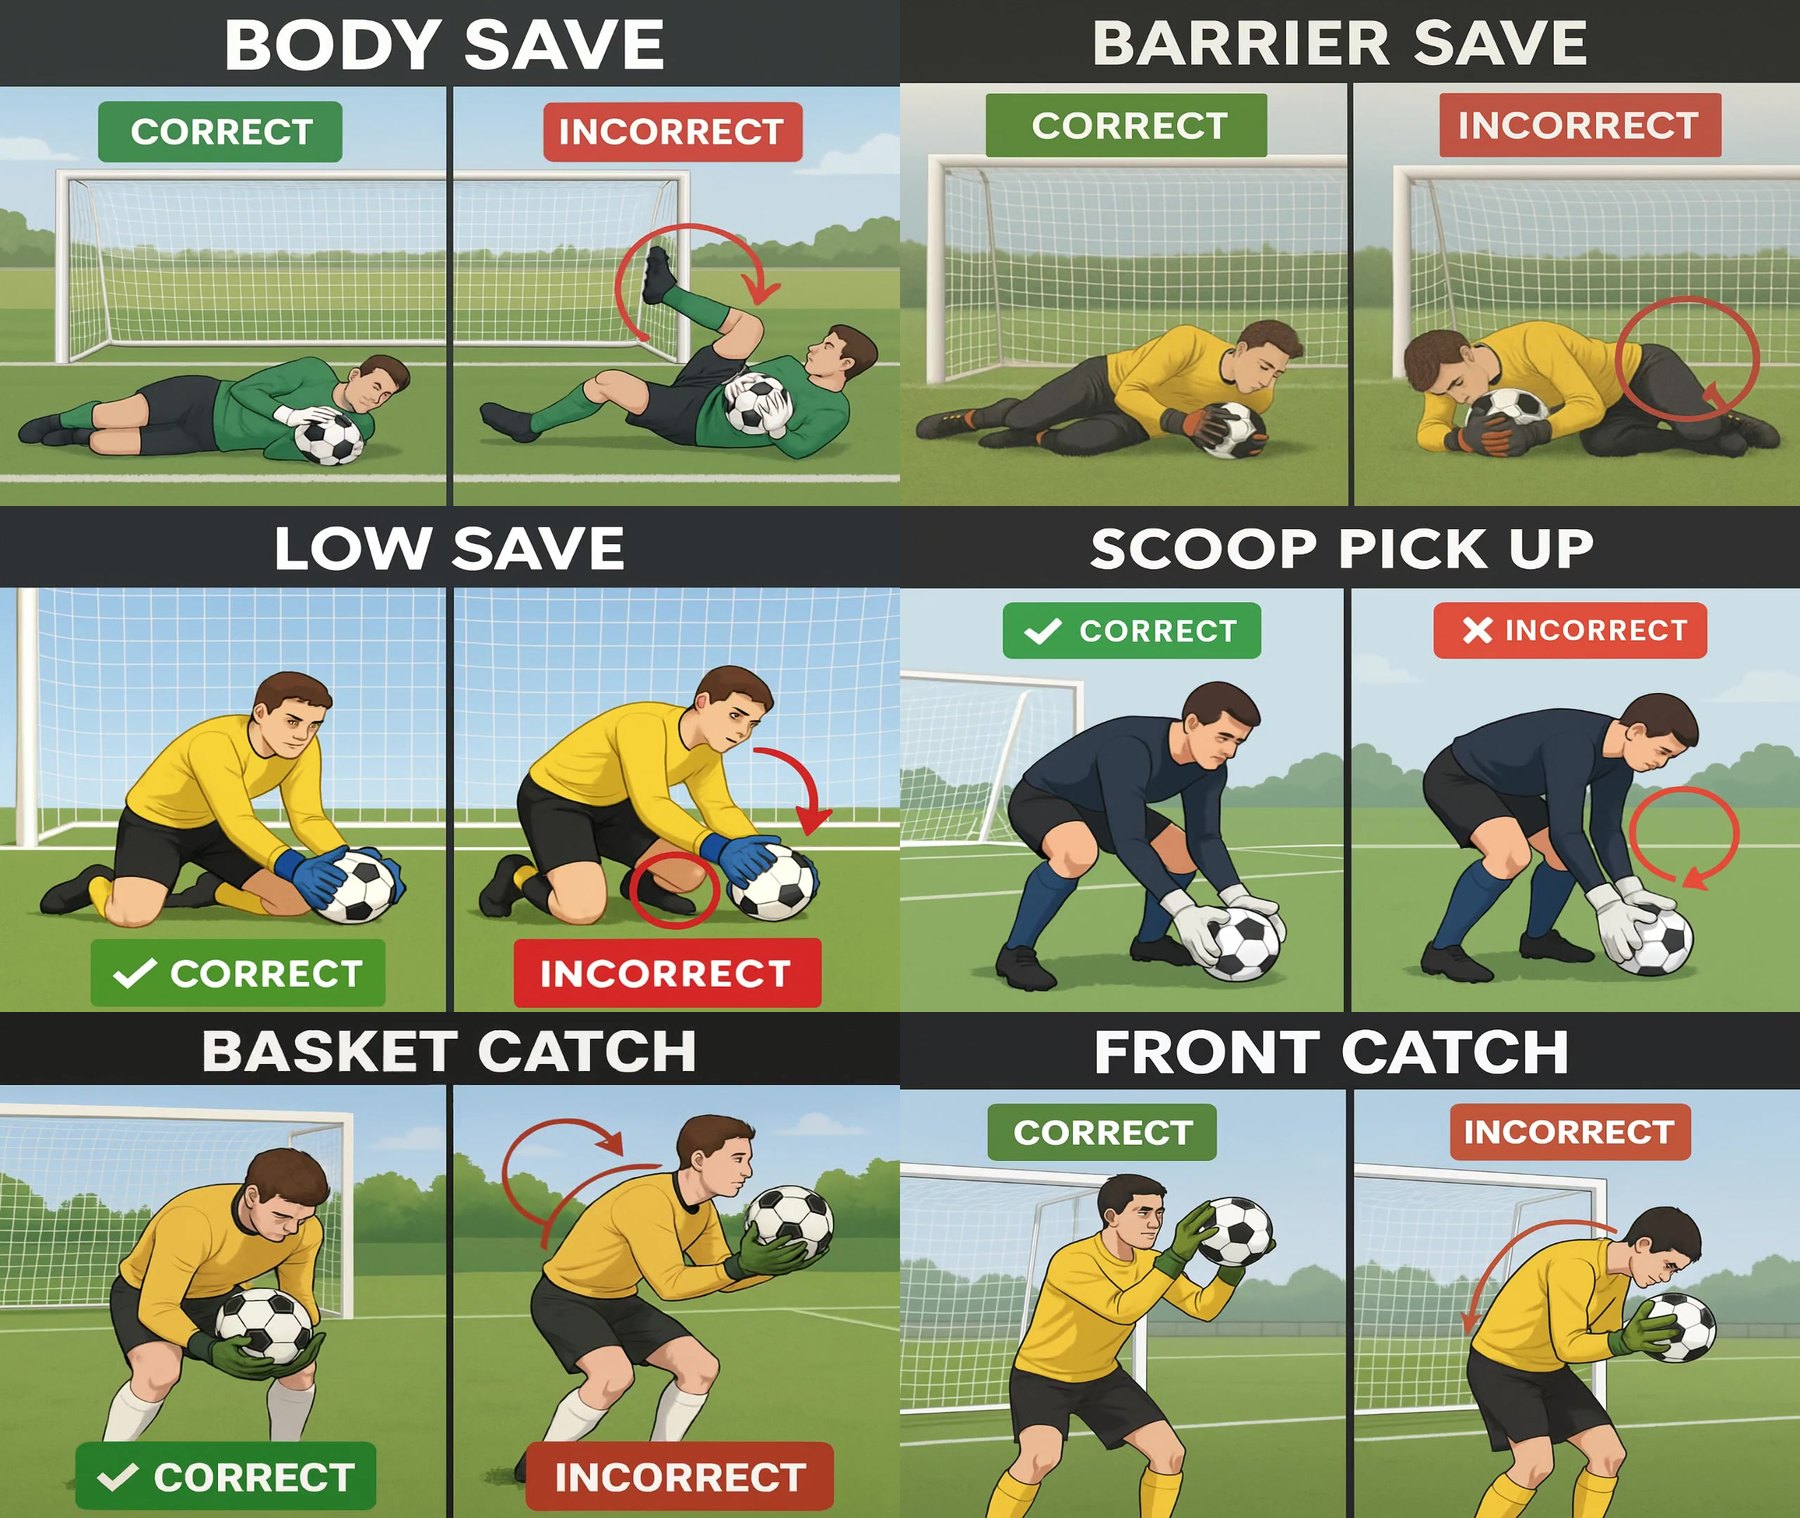 BODY SAVE
CORRECT
INCORRECT
BARRIER SAVE
CORRECT
INCORRECT
LOW SAVE
CORRECT
INCORRECT
SCOOP PICK UP
CORRECT
INCORRECT
BASKET CATCH
CORRECT
INCORRECT
FRONT CATCH
CORRECT
INCORRECT